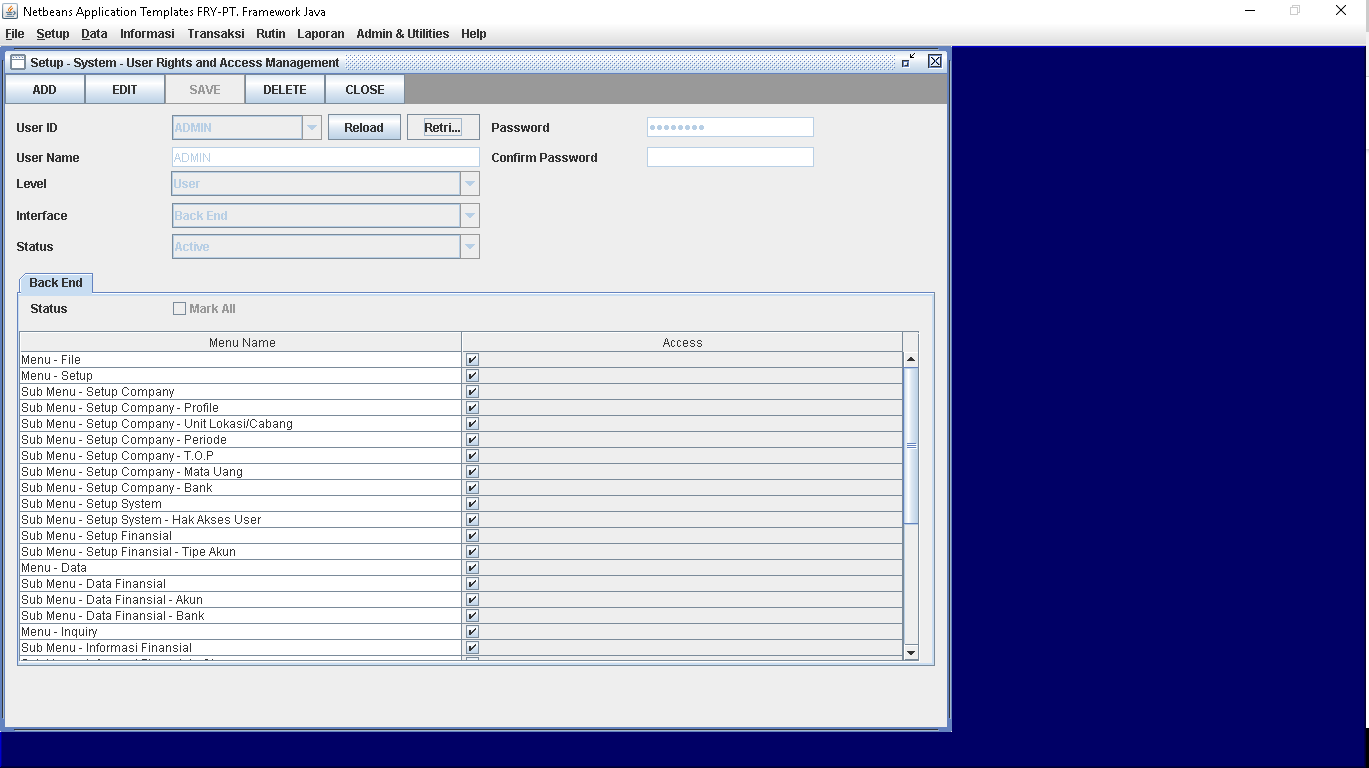 Netbeans Application Templates FRY-PT. Framework Java
File Setup Data Informasi Transaksi Rutin Laporan Admin & Utilities Help
Setup - System - User Rights and Access Management
ADD EDIT SAVE DELETE CLOSE
User ID ADMIN Reload Retri... Password ●●●●●●●●
User Name ADMIN Confirm Password
Level User
Interface Back End
Status Active
Back End
Status Mark All
Menu Name Access
Menu - File
Menu - Setup
Sub Menu - Setup Company
Sub Menu - Setup Company - Profile
Sub Menu - Setup Company - Unit Lokasi/Cabang
Sub Menu - Setup Company - Periode
Sub Menu - Setup Company - T.O.P
Sub Menu - Setup Company - Mata Uang
Sub Menu - Setup Company - Bank
Sub Menu - Setup System
Sub Menu - Setup System - Hak Akses User
Sub Menu - Setup Finansial
Sub Menu - Setup Finansial - Tipe Akun
Menu - Data
Sub Menu - Data Finansial
Sub Menu - Data Finansial - Akun
Sub Menu - Data Finansial - Bank
Menu - Inquiry
Sub Menu - Informasi Finansial